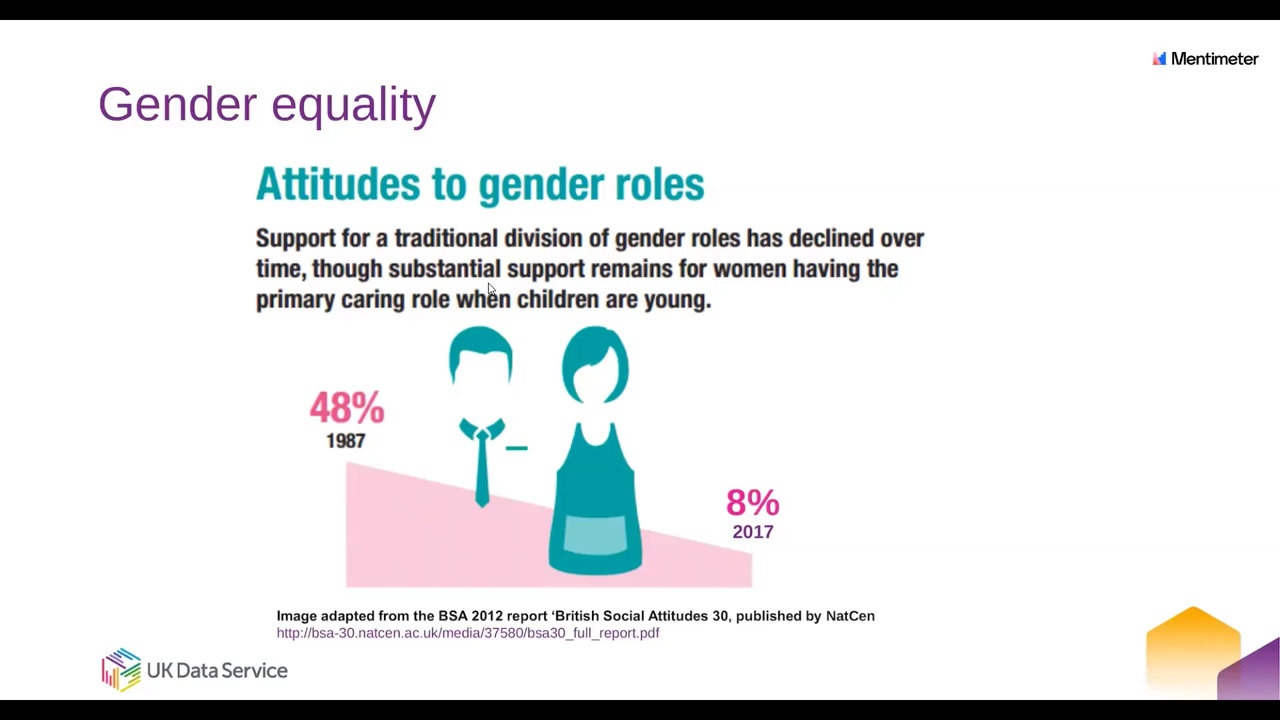 Mentimeter
Gender equality
Attitudes to gender roles
Support for a traditional division of gender roles has declined over
time, though substantial support remains for women having the
primary caring role when children are young.
48%
1987
8%
2017
Image adapted from the BSA 2012 report ‘British Social Attitudes 30, published by NatCen
http://bsa-30.natcen.ac.uk/media/37580/bsa30_full_report.pdf
UK Data Service